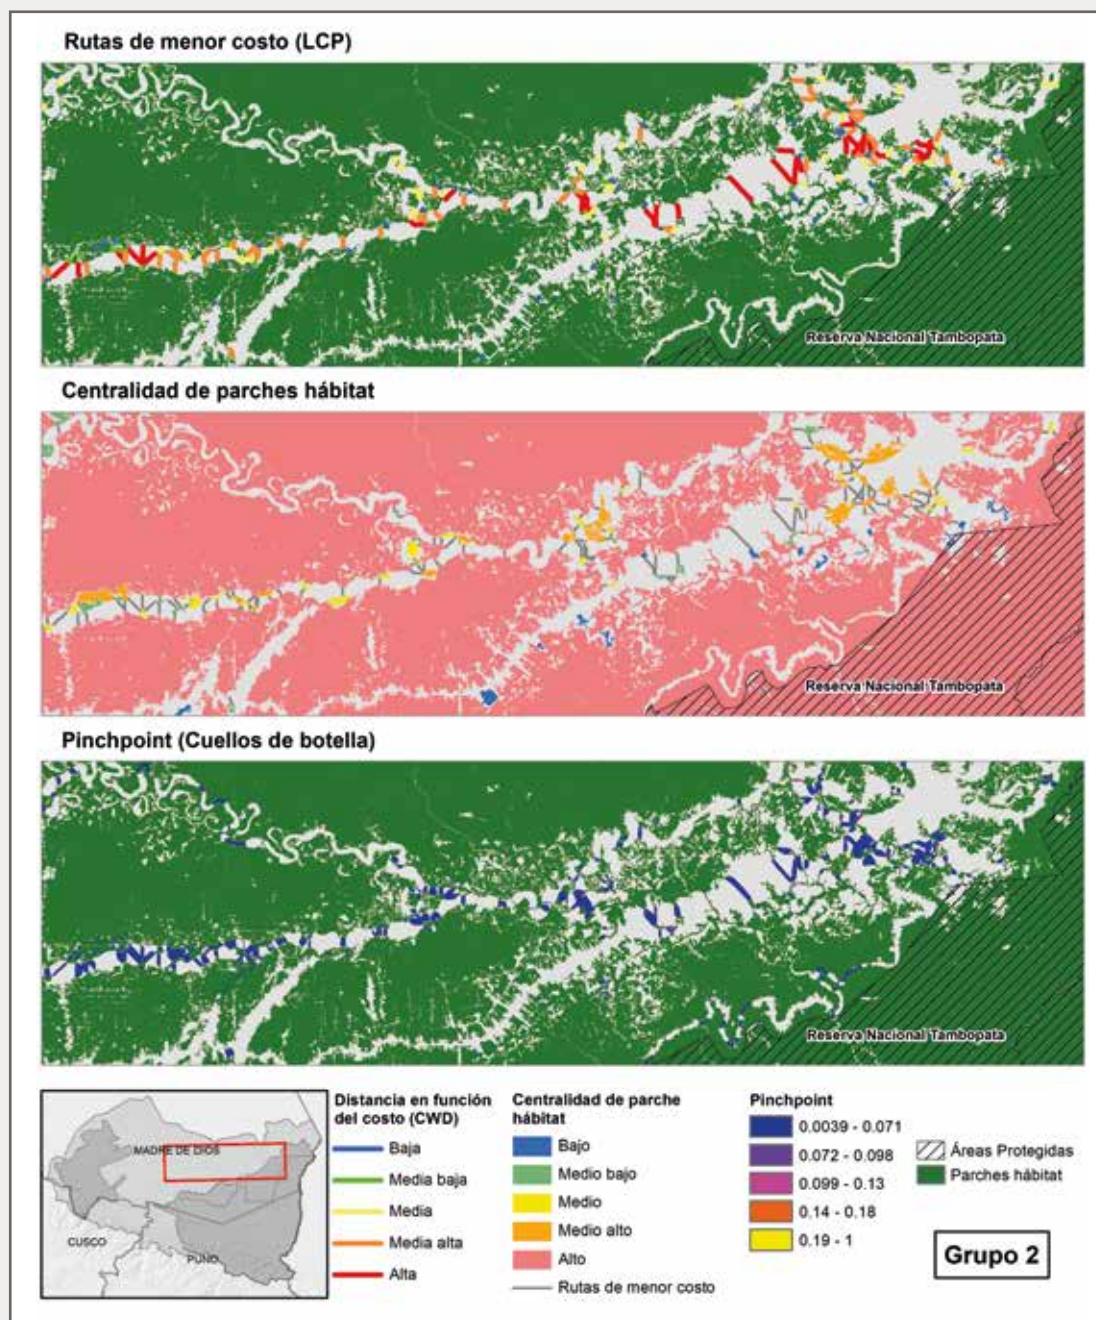 Rutas de menor costo (LCP)
Reserva Nacional Tambopata
Centralidad de parches hábitat
Reserva Nacional Tambopata
Pinchpoint (Cuellos de botella)
Reserva Nacional Tambopata
MADRE DE DIOS
CUSCO
PUNO
Distancia en función
del costo (CWD)
Baja
Media baja
Media
Media alta
Alta
Centralidad de parche
hábitat
Bajo
Medio bajo
Medio
Medio alto
Alto
Rutas de menor costo
Pinchpoint
0.0039 - 0.071
0.072 - 0.098
0.099 - 0.13
0.14 - 0.18
0.19 - 1
Áreas Protegidas
Parches hábitat
Grupo 2